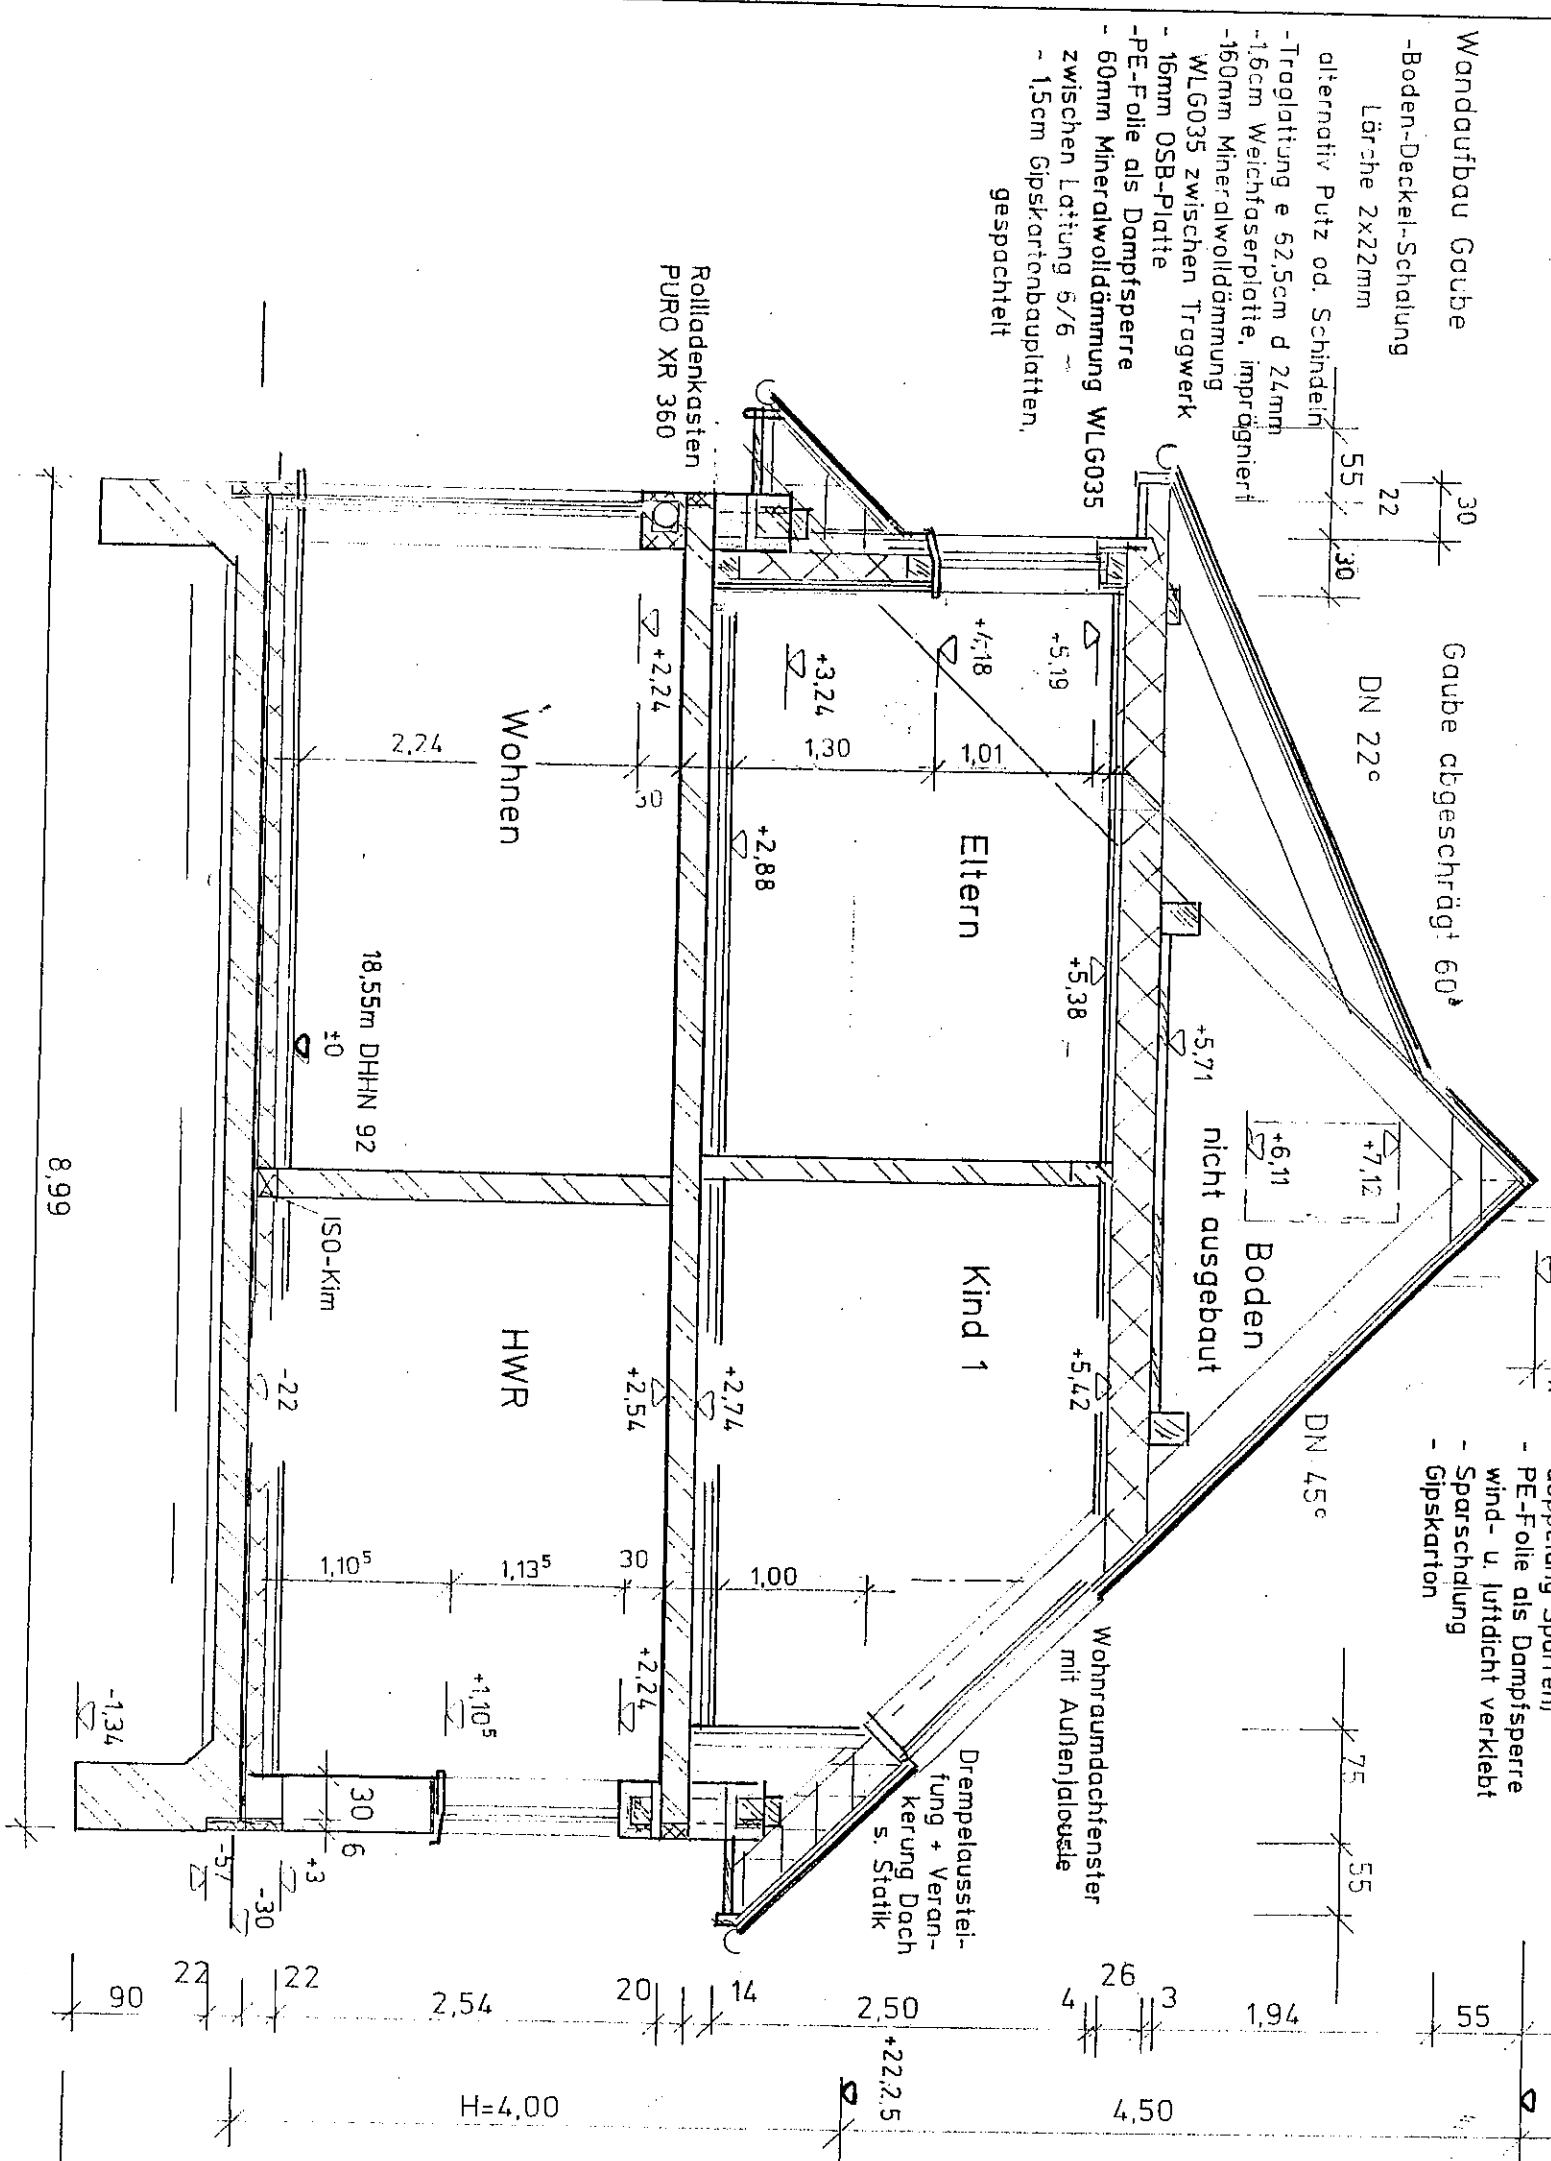 Wandaufbau Gaube
-Boden-Deckel-Schalung
Lärche 2x22mm
alternativ Putz od. Schindeln
-Traglattung e 62,5cm d 24mm
-1,6cm Weichfaserplatte, imprägniert
-160mm Mineralwolldämmung
WLG035 zwischen Tragwerk
- 16mm OSB-Platte
-PE-Folie als Dampfsperre
- 60mm Mineralwolldämmung WLG035
zwischen Lattung 6/6
- 1,5cm Gipskartonbauplatten,
gespachtelt
Rollladenkasten
PURO XR 360
30
22
55
30
Gaube abgeschrägt 60°
DN 22°
+5,19
+4,18
+3,24
+2,24
2,24
30
1,30
1,01
Wohnen
Eltern
+2,88
+5,38
+5,71
18,55m DHHN 92
±0
+7,12
+6,11
Boden
nicht ausgebaut
8,99
ISO-Kim
HWR
Kind 1
-22
+2,54
+2,74
+5,42
DN 45°
- PE-Folie als Dampfsperre
wind- u. luftdicht verklebt
- Sparschalung
- Gipskarton
1,10⁵
1,13⁵
30
1,00
Wohnraumdachfenster
mit Außenjalousie
-1,34
+1,10⁵
+2,24
Drempelausstei-
fung + Veran-
kerung Dach
s. Statik
75
55
30
6
+3
-57
-30
90
22
22
2,54
20
14
2,50
4
26
3
1,94
55
+22,2.5
H=4,00
4,50